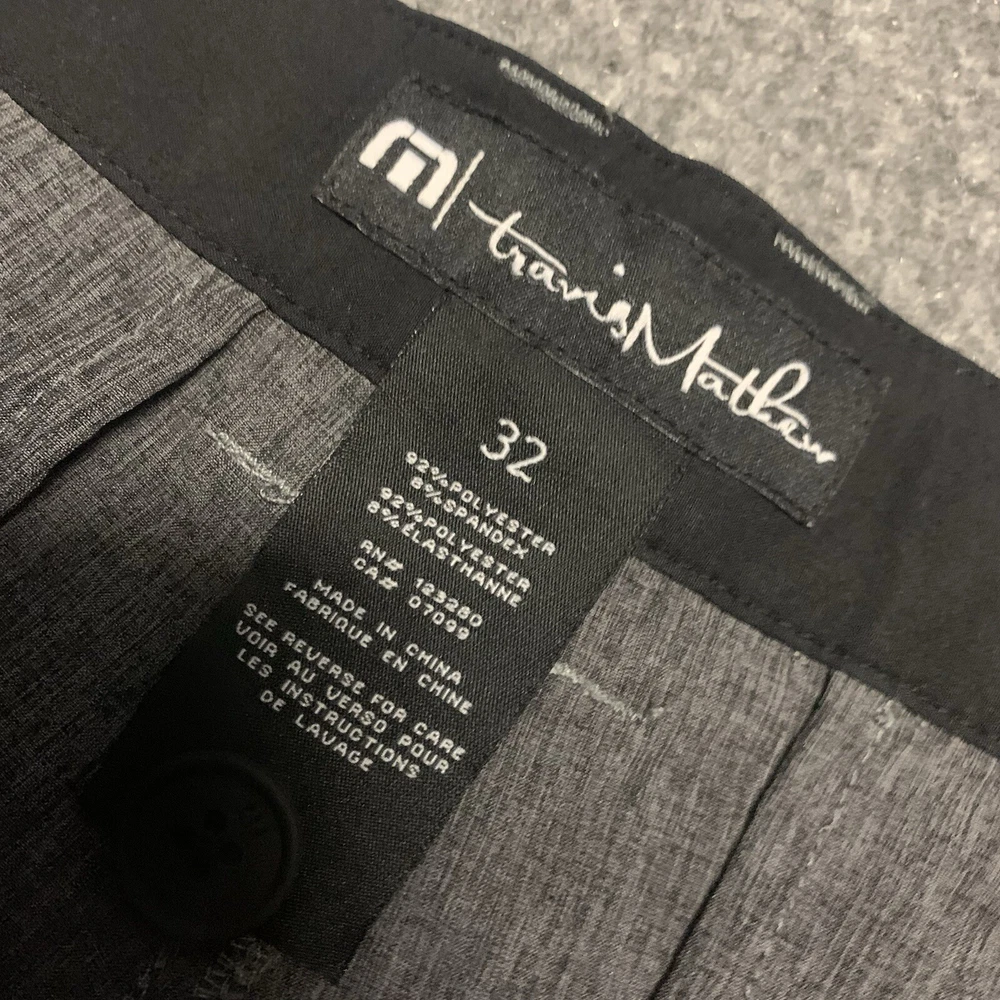 travisMathew
32
92%POLYESTER
8%SPANDEX
92%POLYESTER
8%ÉLASTHANNE
RN# 123280
CA# 07099
MADE IN CHINA
FABRIQUE EN CHINE
SEE REVERSE FOR CARE
VOIR AU VERSO POUR
LES INSTRUCTIONS
DE LAVAGE